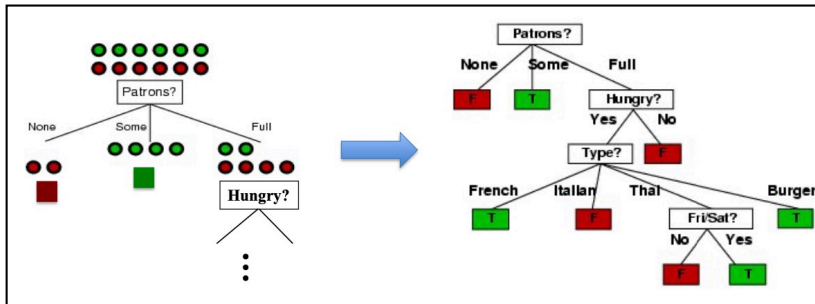 Patrons?
None Some Full
Hungry?
Patrons?
None Some Full
F T Hungry?
Yes No
Type? F
French Italian Thai Burger
T F Fri/Sat? T
No Yes
F T